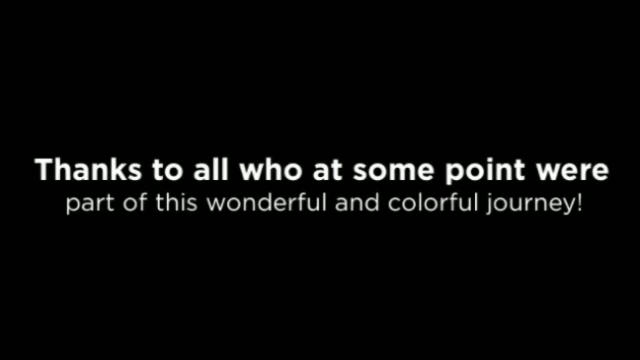 Thanks to all who at some point were
part of this wonderful and colorful journey!